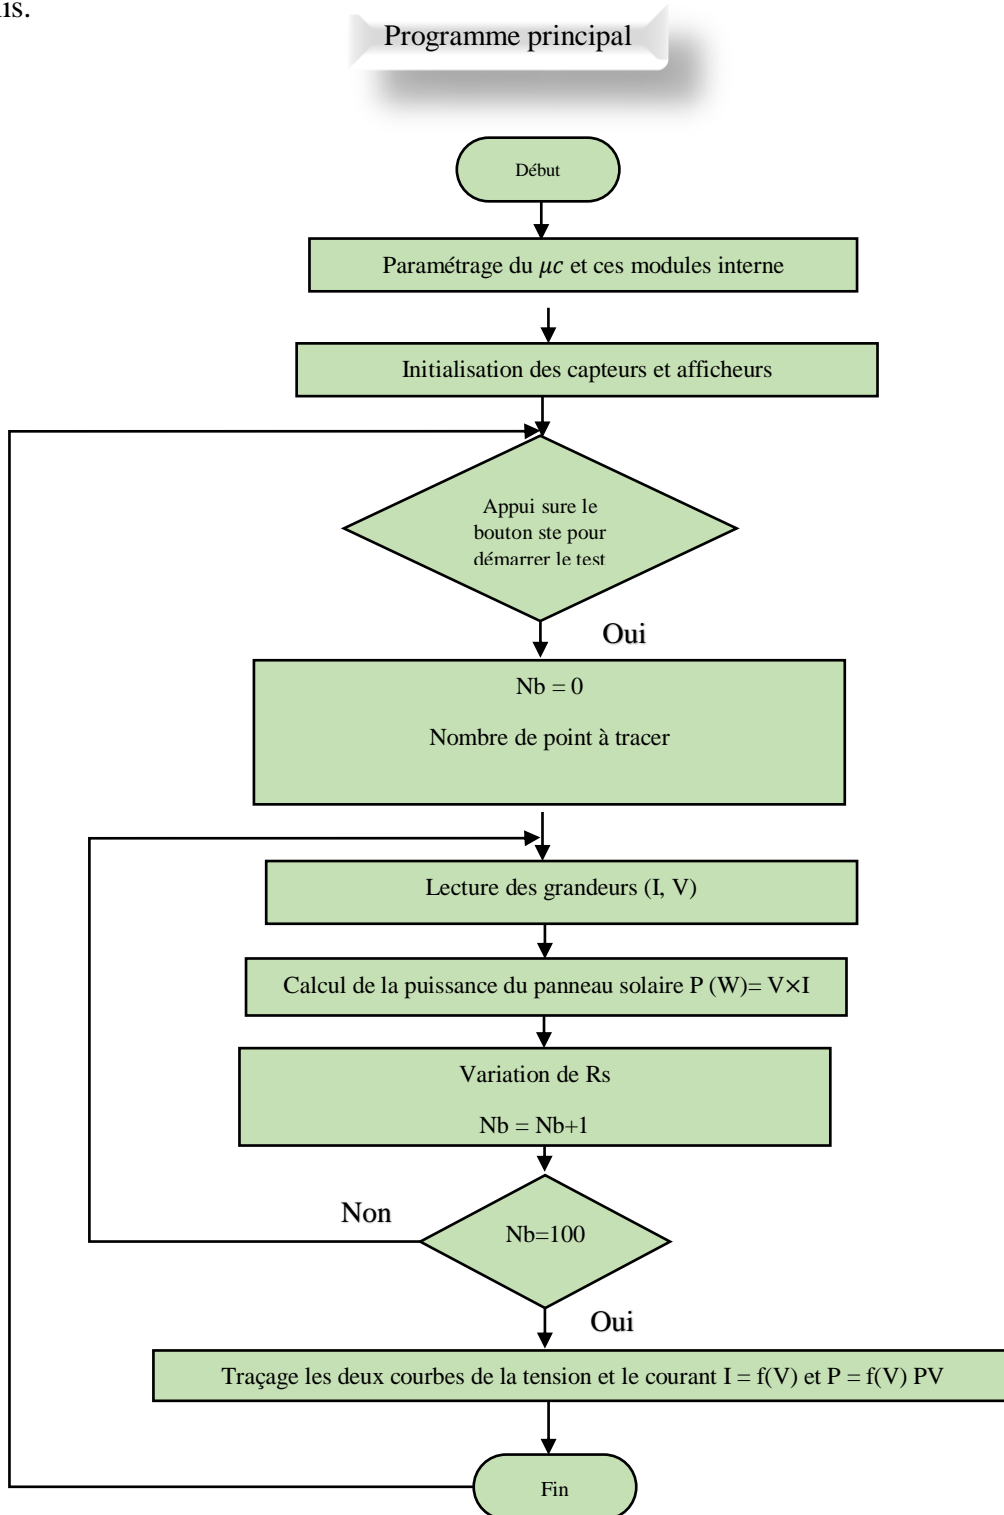 Programme principal
Début
Paramétrage du μc et ces modules interne
Initialisation des capteurs et afficheurs
Appui sure le
bouton ste pour
démarrer le test
Oui
Nb = 0
Nombre de point à tracer
Lecture des grandeurs (I, V)
Calcul de la puissance du panneau solaire P (W)= V×I
Variation de Rs
Nb = Nb+1
Non
Nb=100
Oui
Traçage les deux courbes de la tension et le courant I = f(V) et P = f(V) PV
Fin